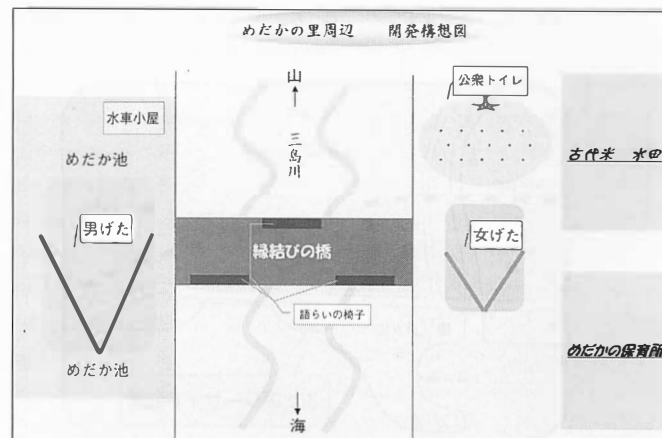 めだかの里周辺　開発構想図
山
公衆トイレ
水車小屋
三島川
めだか池
古代米　水田
男げた
女げた
縁結びの橋
語らいの椅子
めだかの保育所
めだか池
海